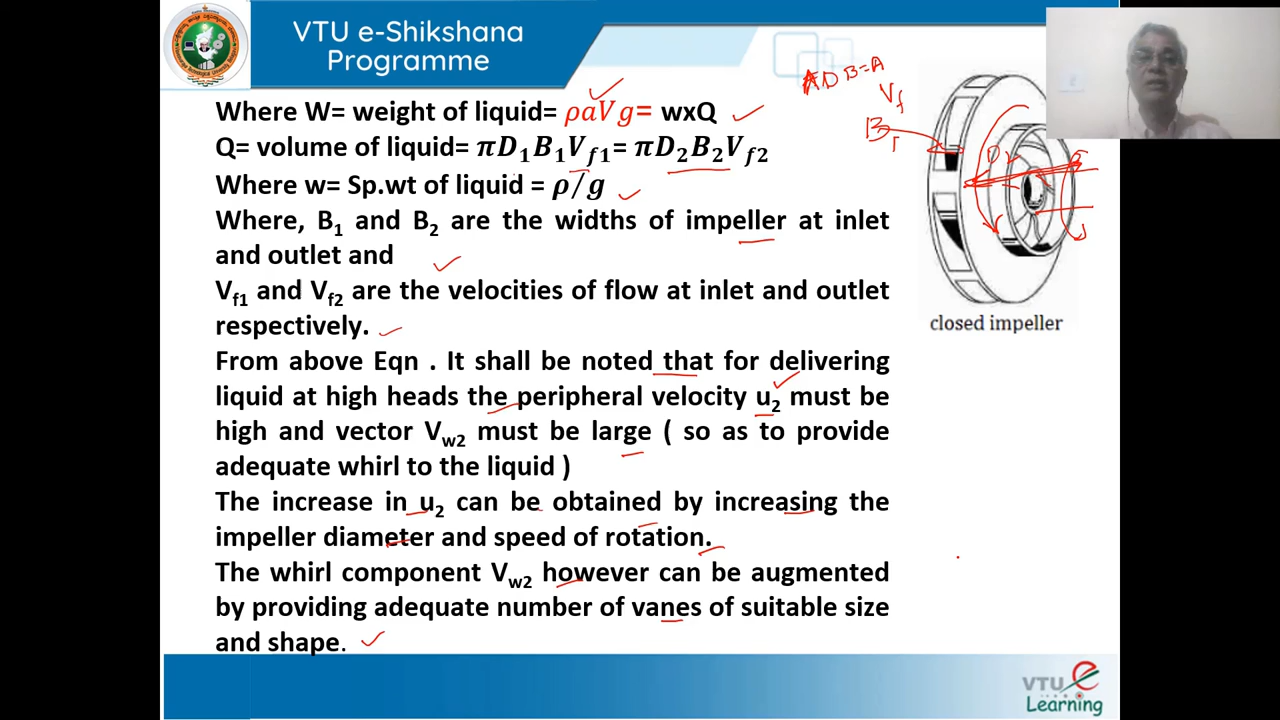 VTU e-Shikshana
Programme
Where W= weight of liquid= ρaVg= wxQ
Q= volume of liquid= πD₁B₁Vf1= πD₂B₂Vf2
Where w= Sp.wt of liquid = ρ/g
Where, B₁ and B₂ are the widths of impeller at inlet
and outlet and
Vf1 and Vf2 are the velocities of flow at inlet and outlet
respectively.
From above Eqn . It shall be noted that for delivering
liquid at high heads the peripheral velocity u₂ must be
high and vector Vw2 must be large ( so as to provide
adequate whirl to the liquid )
The increase in u₂ can be obtained by increasing the
impeller diameter and speed of rotation.
The whirl component Vw2 however can be augmented
by providing adequate number of vanes of suitable size
and shape.
D B=A
Vf
B₁
closed impeller
VTU e
Learning